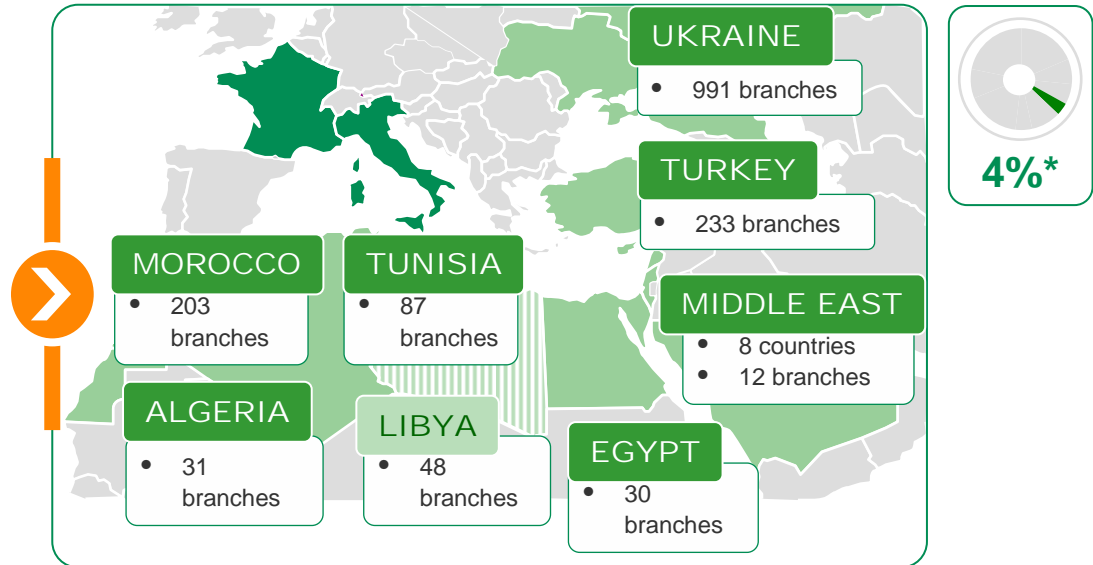 UKRAINE
• 991 branches
4%*
TURKEY
• 233 branches
MOROCCO
• 203
branches
TUNISIA
• 87
branches
MIDDLE EAST
• 8 countries
• 12 branches
ALGERIA
• 31
branches
LIBYA
• 48
branches
EGYPT
• 30
branches